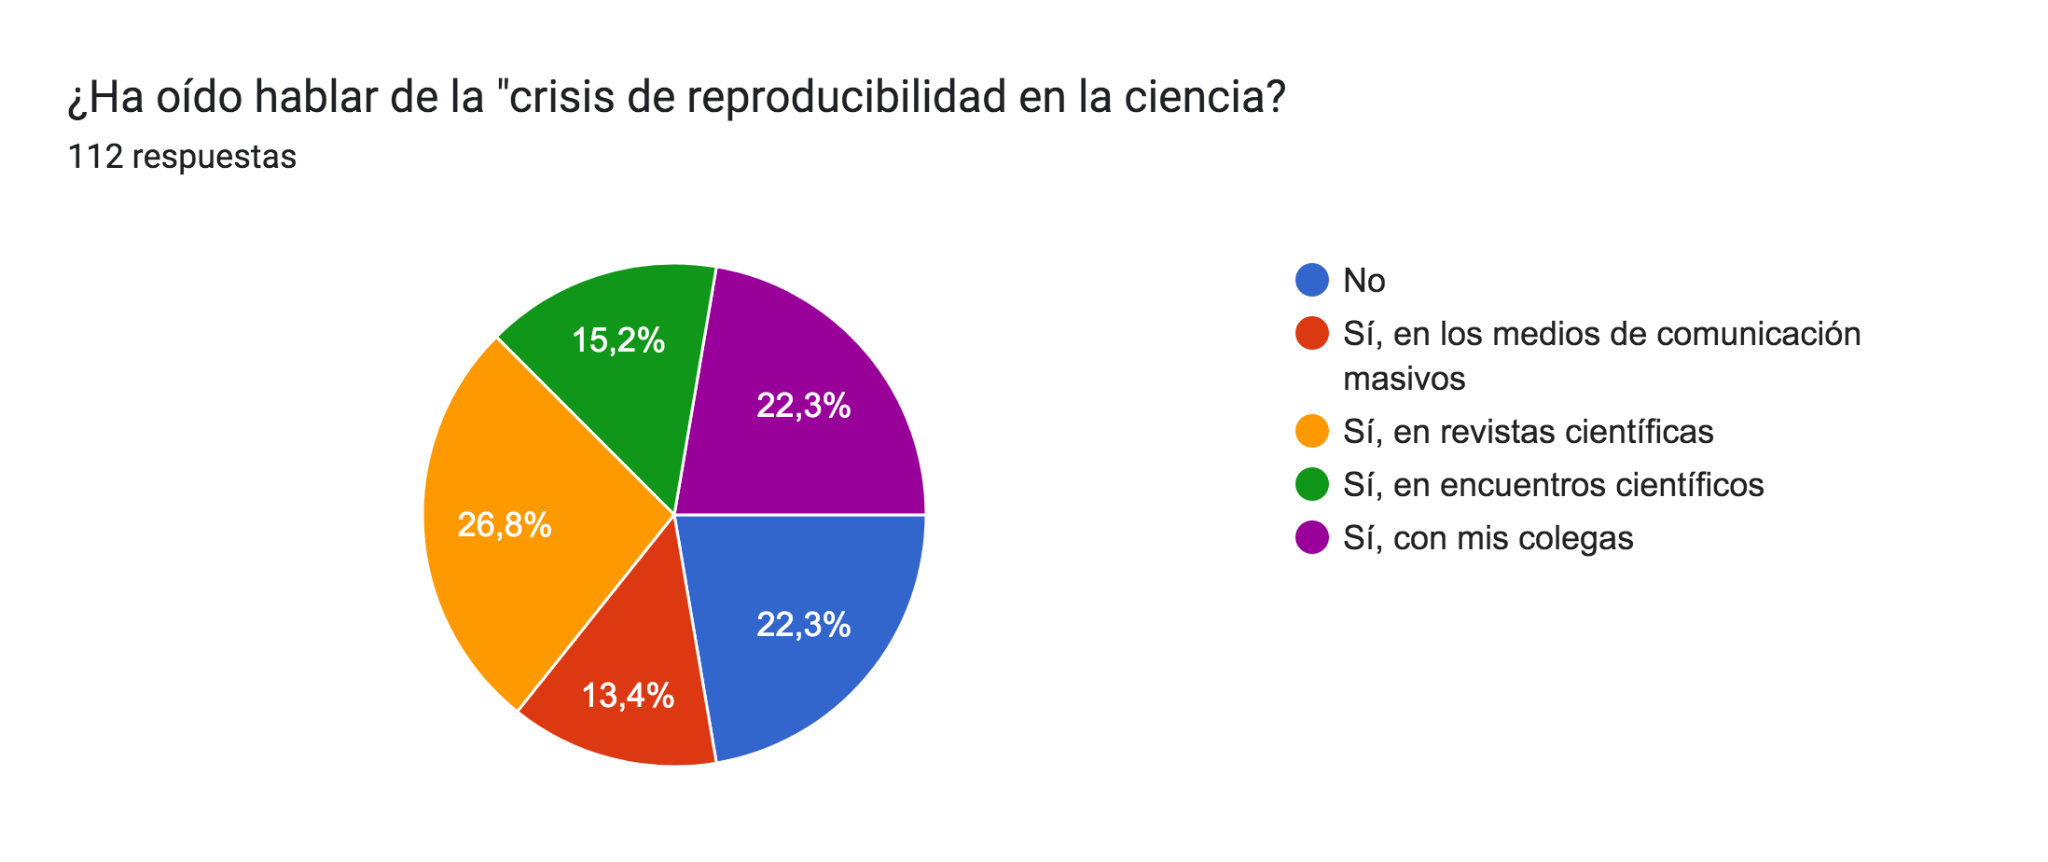 ¿Ha oído hablar de la "crisis de reproducibilidad en la ciencia?
112 respuestas
15,2%
22,3%
26,8%
13,4%
22,3%
No
Sí, en los medios de comunicación
masivos
Sí, en revistas científicas
Sí, en encuentros científicos
Sí, con mis colegas